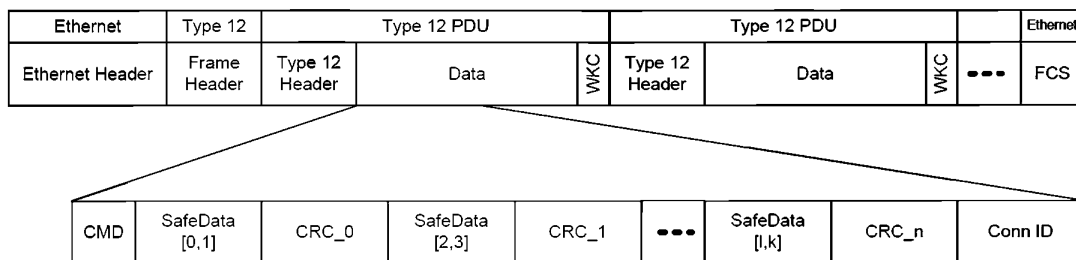 Ethernet Type 12 Type 12 PDU Type 12 PDU Ethernet
Ethernet Header Frame Header Type 12 Header Data WKC Type 12 Header Data WKC --- FCS
CMD SafeData [0,1] CRC_0 SafeData [2,3] CRC_1 --- SafeData [l,k] CRC_n Conn ID